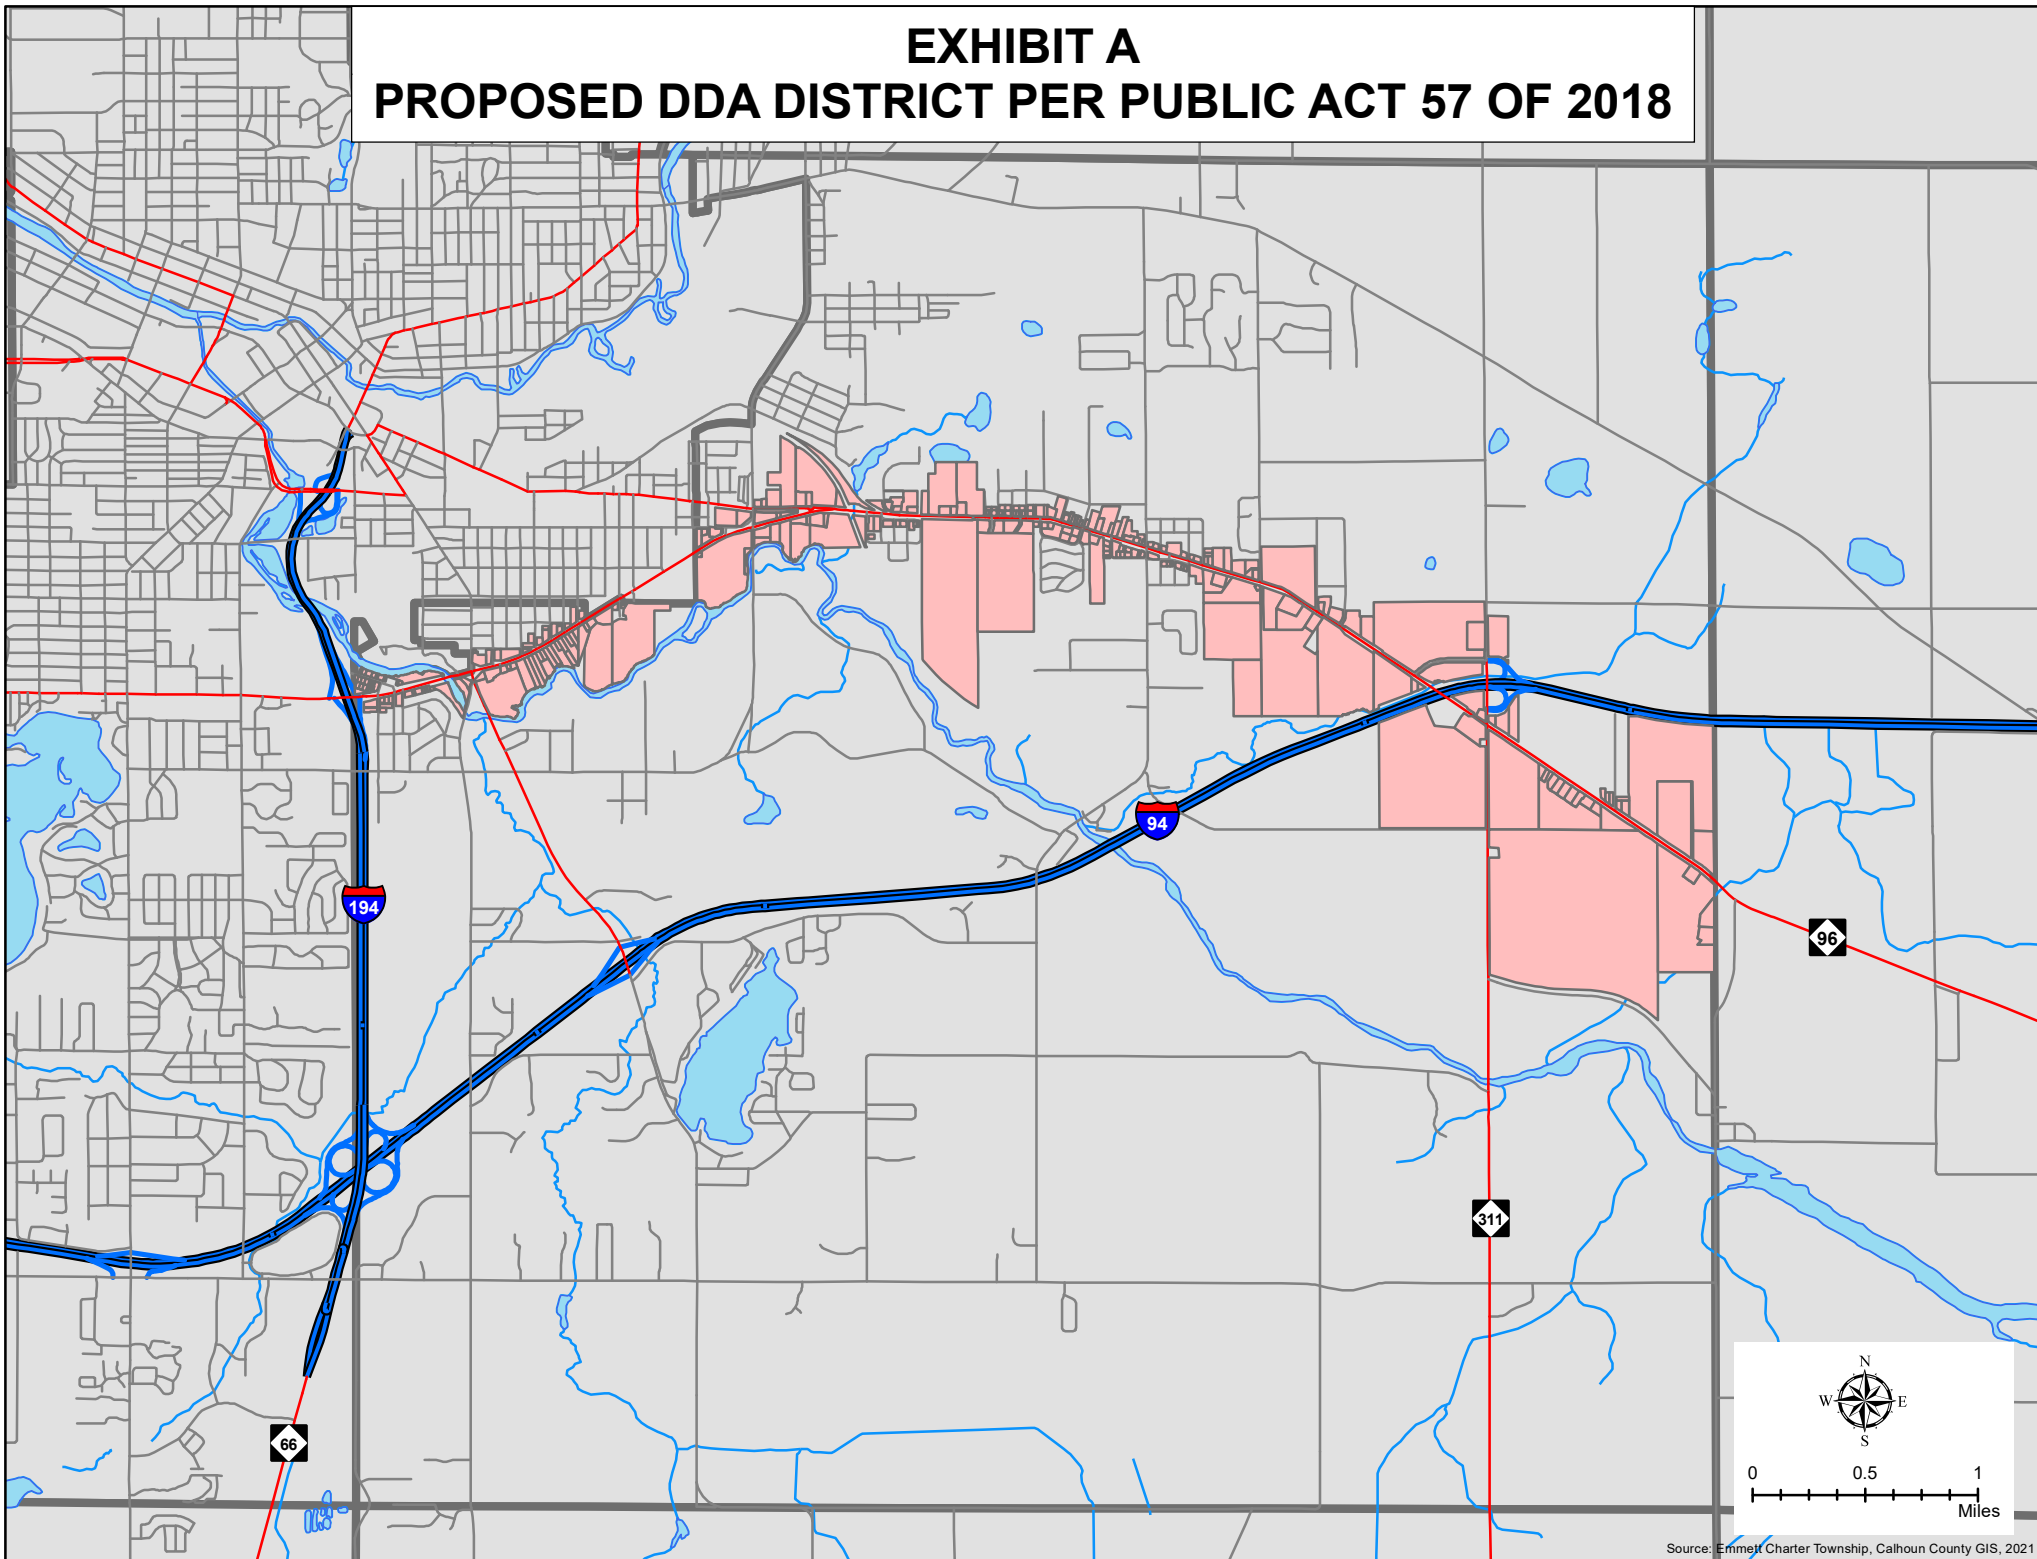 EXHIBIT A
PROPOSED DDA DISTRICT PER PUBLIC ACT 57 OF 2018
94
194
96
311
66
N
W E
S
0 0.5 1
Miles
Source: Emmett Charter Township, Calhoun County GIS, 2021